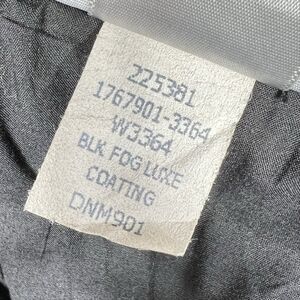 225381
1767901-3364
W3364
BLK FOG LUXE
COATING
DNM901